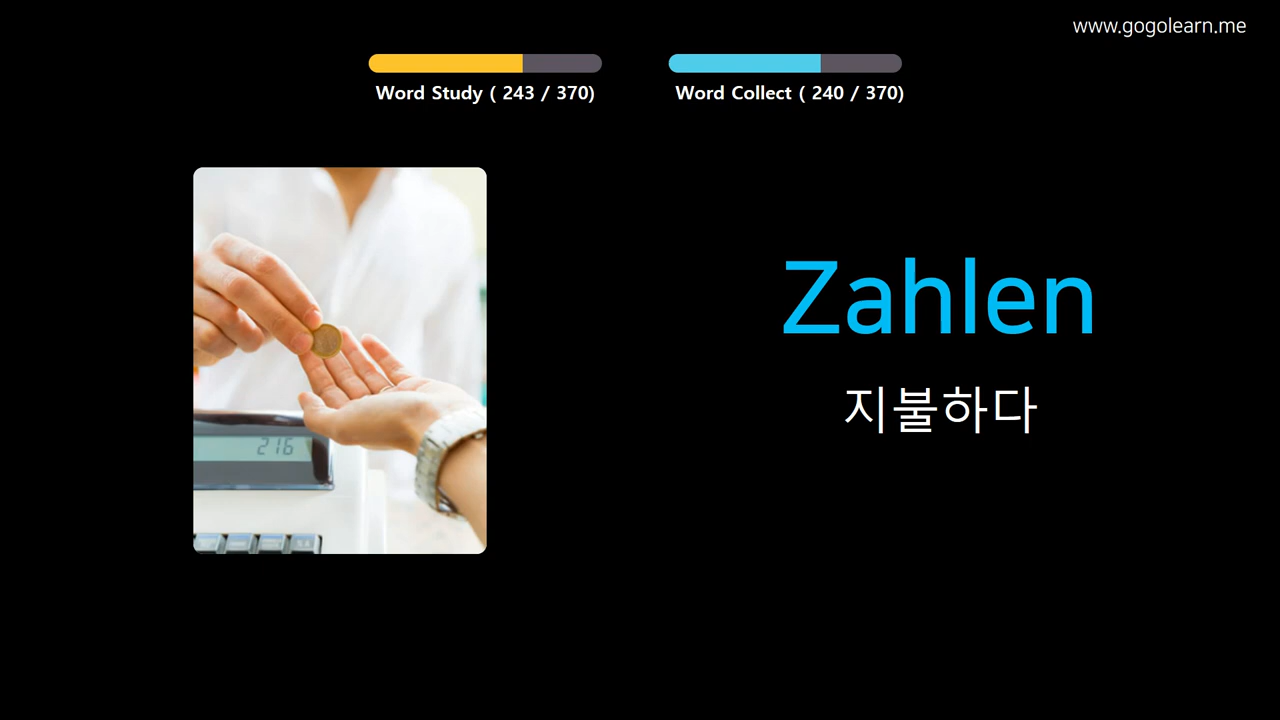 www.gogolearn.me
Word Study ( 243 / 370)
Word Collect ( 240 / 370)
Zahlen
지불하다
216